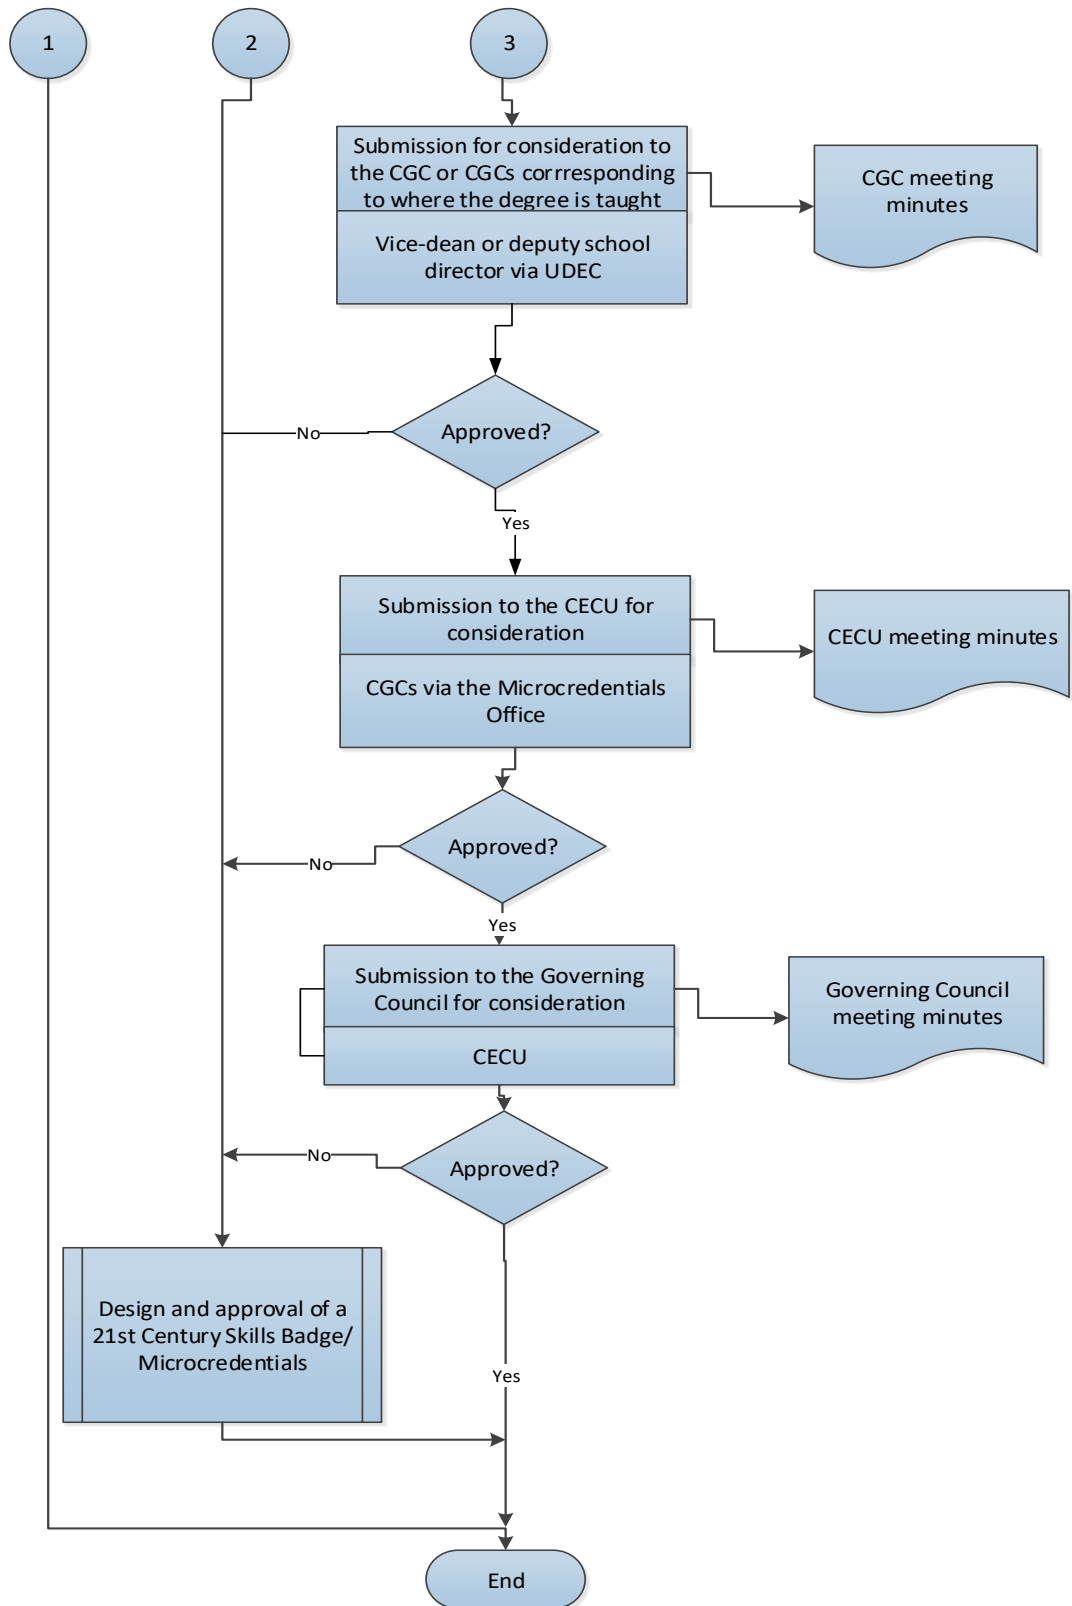 1
2
3
Submission for consideration to
the CGC or CGCs corrresponding
to where the degree is taught
Vice-dean or deputy school
director via UDEC
CGC meeting
minutes
Approved?
No
Yes
Submission to the CECU for
consideration
CGCs via the Microcredentials
Office
CECU meeting minutes
Approved?
No
Yes
Submission to the Governing
Council for consideration
CECU
Governing Council
meeting minutes
Approved?
No
Design and approval of a
21st Century Skills Badge/
Microcredentials
Yes
End